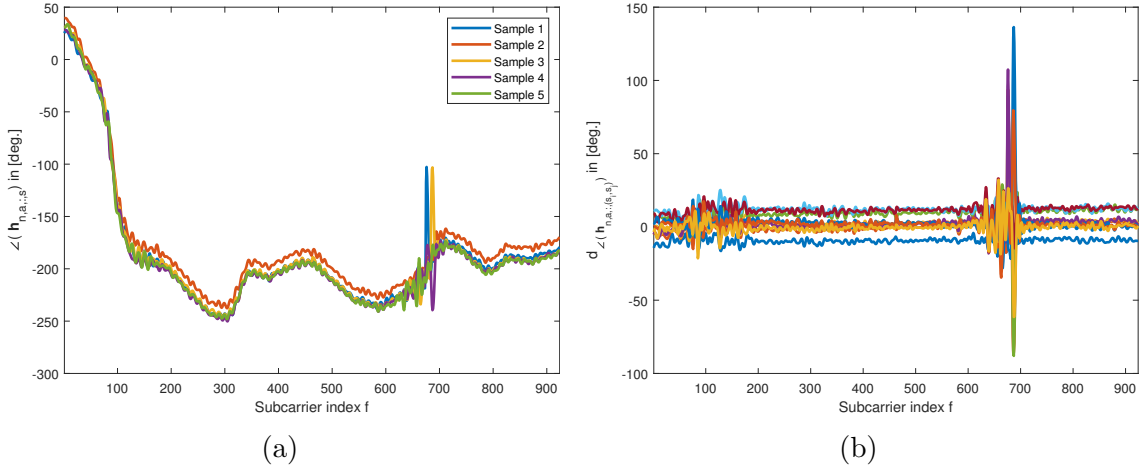 50
0
-50
-100
-150
-200
-250
-300
100 200 300 400 500 600 700 800 900
Subcarrier index f
∠( h_{n,a,:,s}) in [deg.]
Sample 1
Sample 2
Sample 3
Sample 4
Sample 5
(a)
150
100
50
0
-50
-100
100 200 300 400 500 600 700 800 900
Subcarrier index f
d ∠( h_{n,a,:,(s_i,s_j)}) in [deg.]
(b)